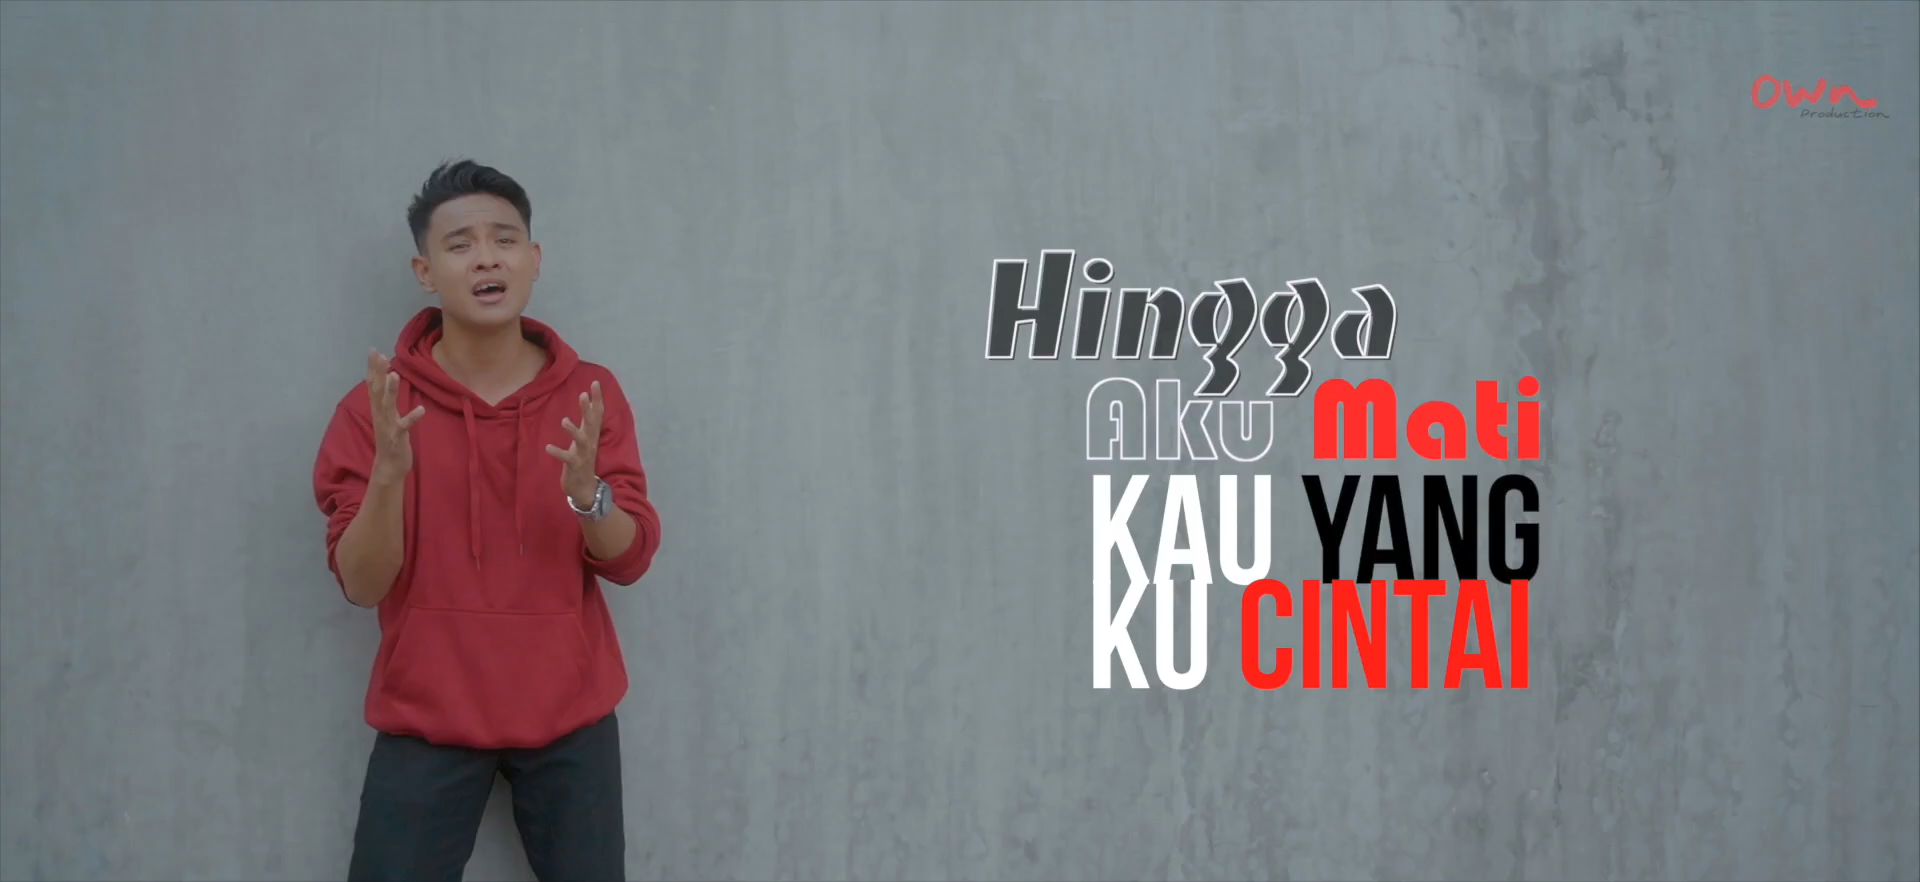 Own
Production
Hingga
Aku Mati
KAU YANG
KU CINTAI